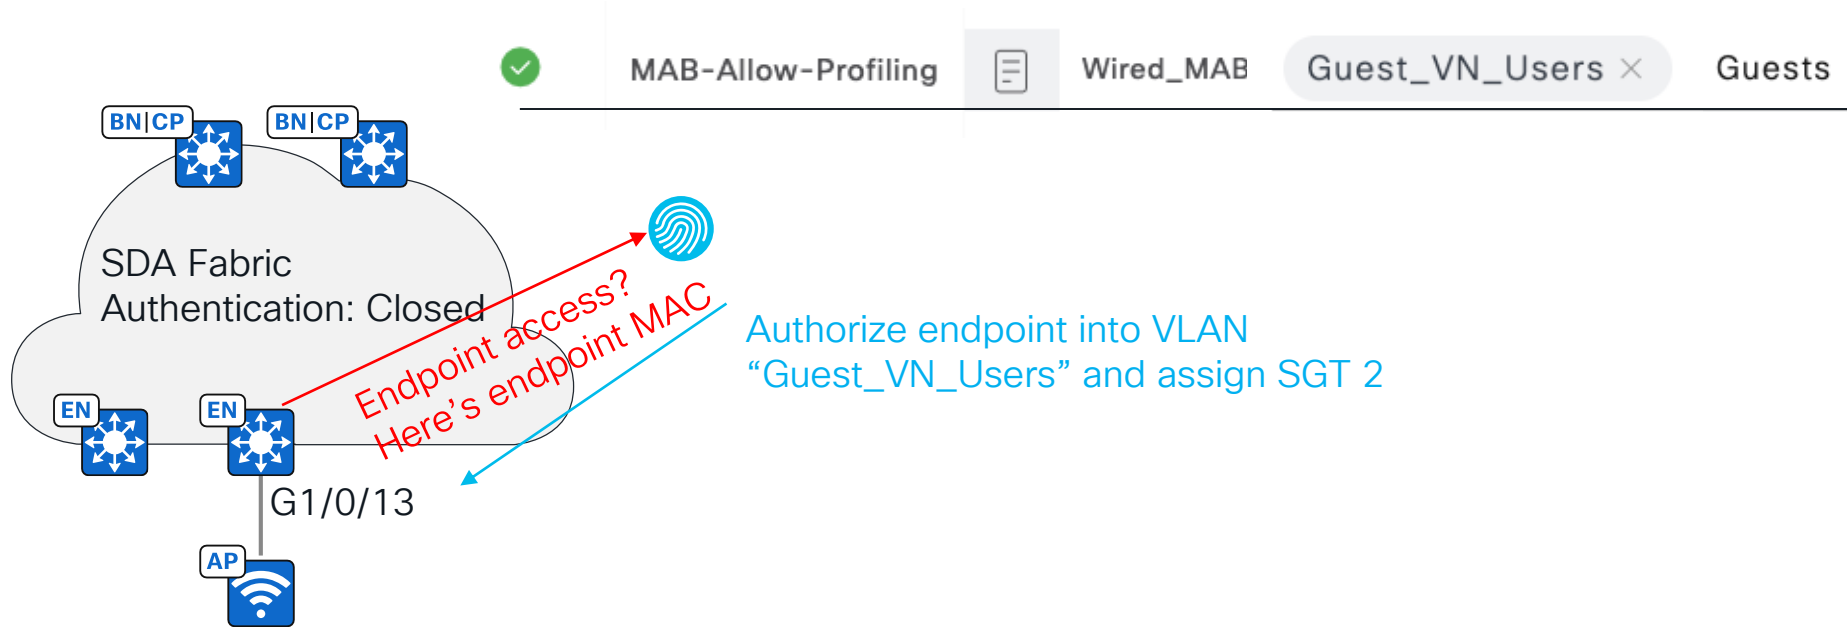 MAB-Allow-Profiling Wired_MAB Guest_VN_Users × Guests
BN|CP BN|CP
SDA Fabric
Authentication: Closed
Endpoint access?
Here's endpoint MAC
Authorize endpoint into VLAN
“Guest_VN_Users” and assign SGT 2
EN EN
G1/0/13
AP